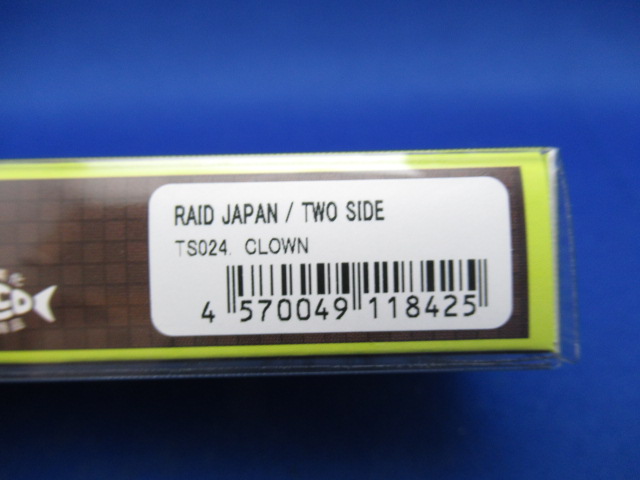 RAID JAPAN / TWO SIDE
TS024. CLOWN
4 570049 118425